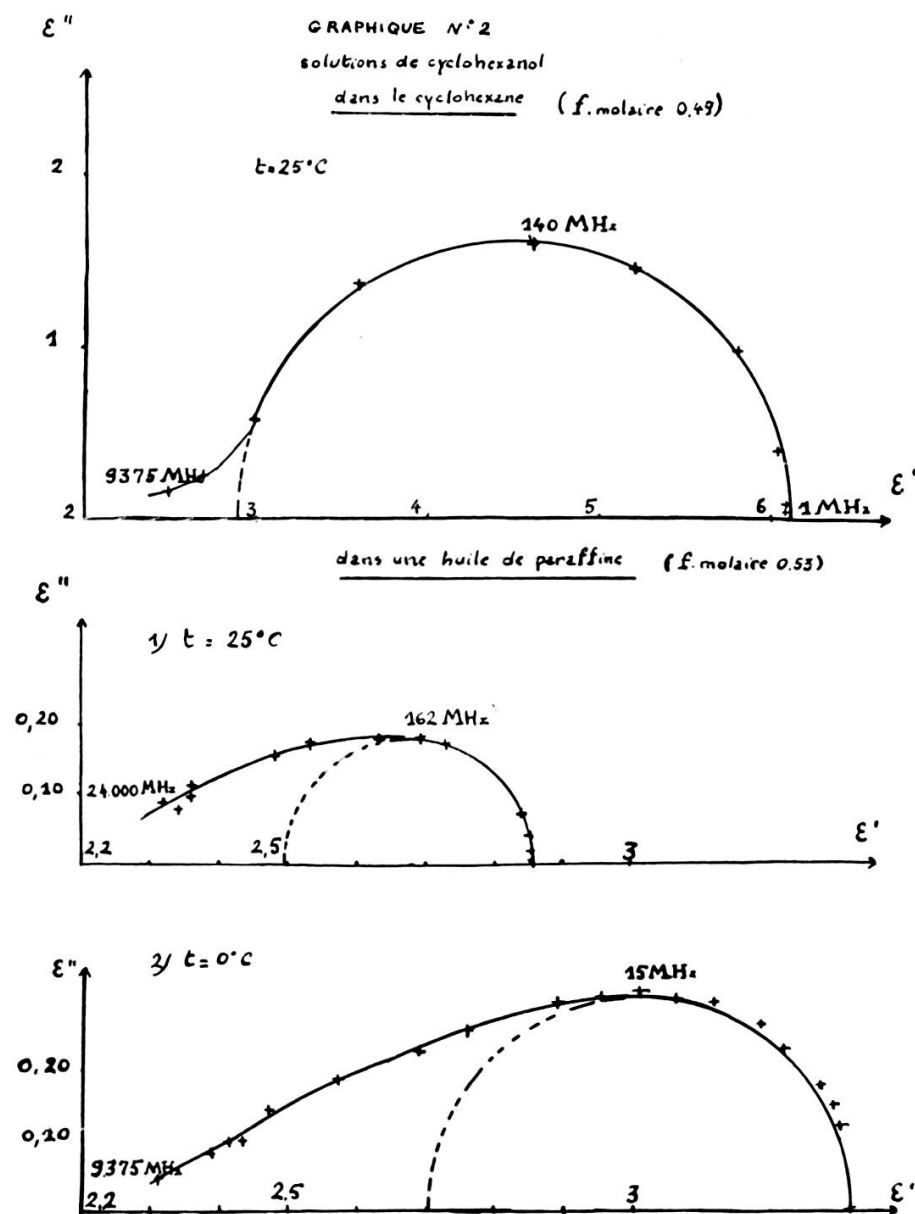 GRAPHIQUE N°2
solutions de cyclohexanol
dans le cyclohexane (f. molaire 0,49)
ε"
t=25°C
2
140 MHz
1
9375 MHz
2 3 4 5 6 1 MHz ε'
dans une huile de paraffine (f. molaire 0.53)
ε"
1) t = 25°C
0,20
162 MHz
0,10
24.000 MHz
2,2 2,5 3 ε'
ε"
2) t=0°C
15 MHz
0,20
0,10
9375 MHz
2,2 2,5 3 ε'